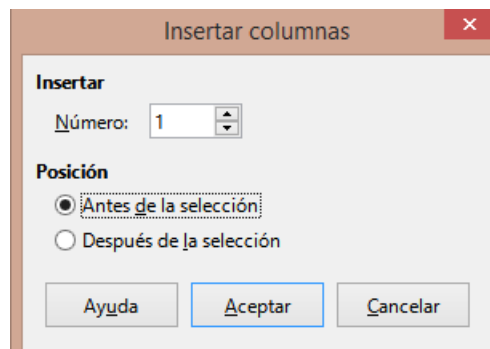 Insertar columnas
Insertar
Número: 1
Posición
Antes de la selección
Después de la selección
Ayuda Aceptar Cancelar